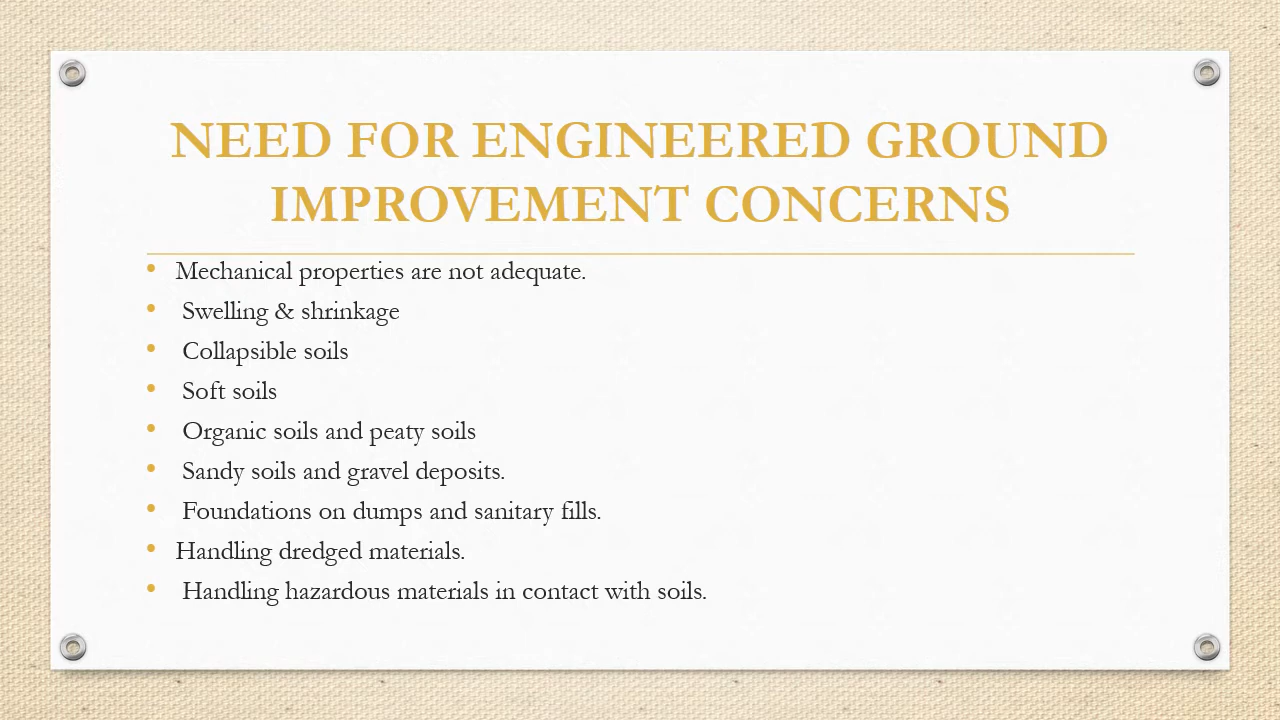 NEED FOR ENGINEERED GROUND
IMPROVEMENT CONCERNS
• Mechanical properties are not adequate.
• Swelling & shrinkage
• Collapsible soils
• Soft soils
• Organic soils and peaty soils
• Sandy soils and gravel deposits.
• Foundations on dumps and sanitary fills.
• Handling dredged materials.
• Handling hazardous materials in contact with soils.